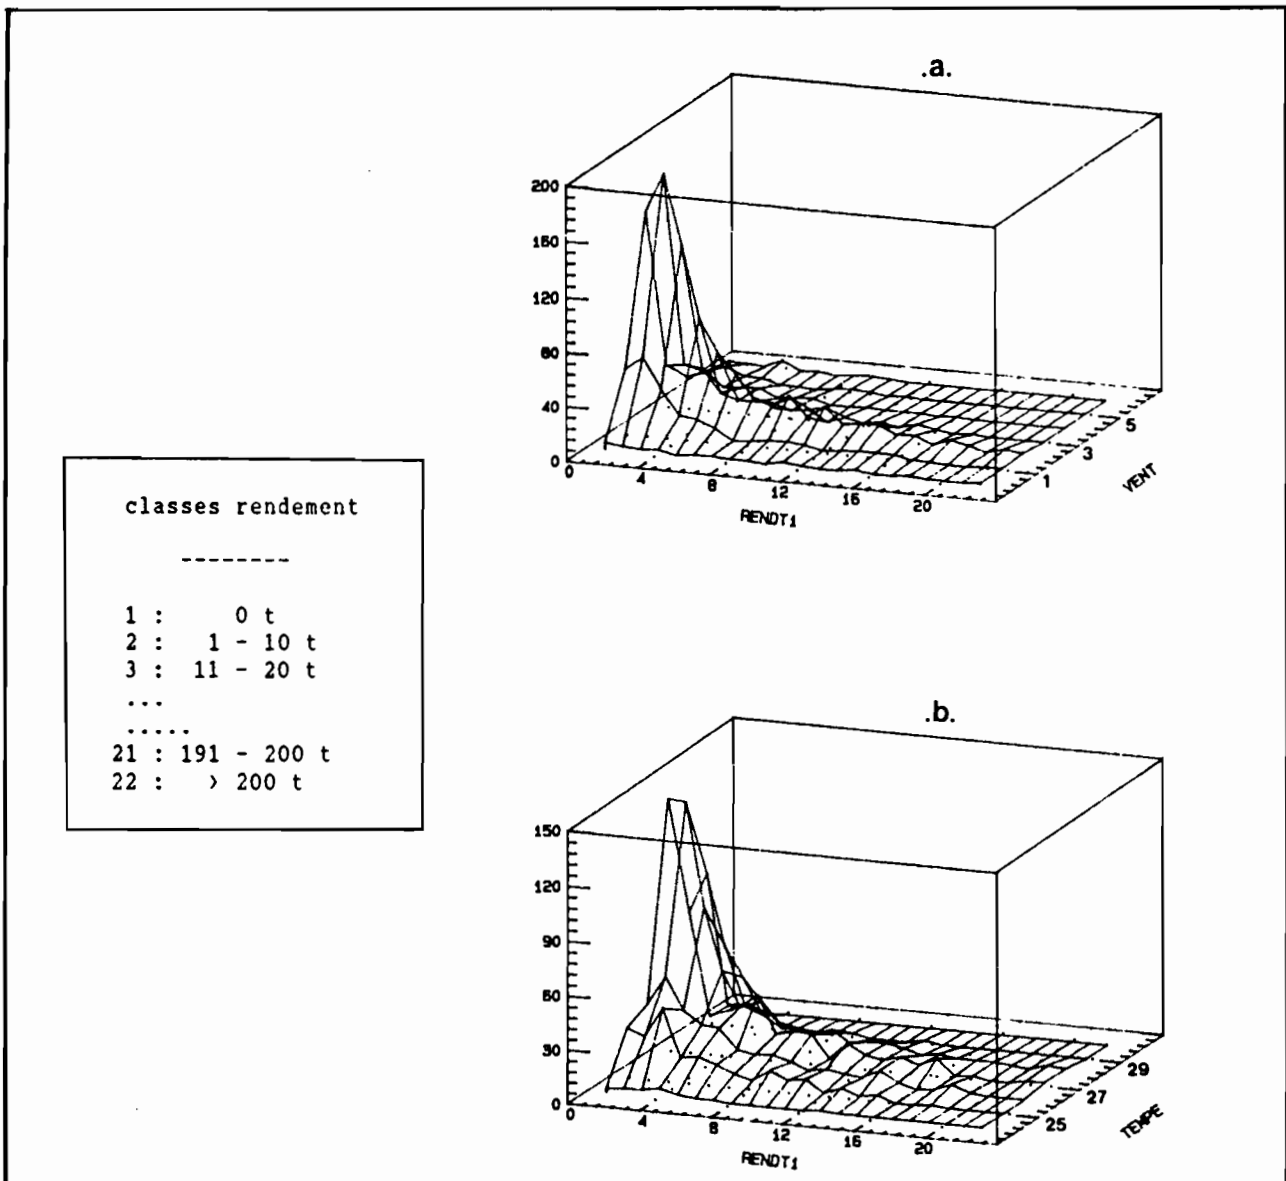 .a.
200
160
120
80
40
0
0
4
8
12
16
20
RENDT1
1
3
5
VENT
classes rendement
--------
1 : 0 t
2 : 1 - 10 t
3 : 11 - 20 t
...
.....
21 : 191 - 200 t
22 : > 200 t
.b.
150
120
90
60
30
0
0
4
8
12
16
20
RENDT1
25
27
29
TEMPE